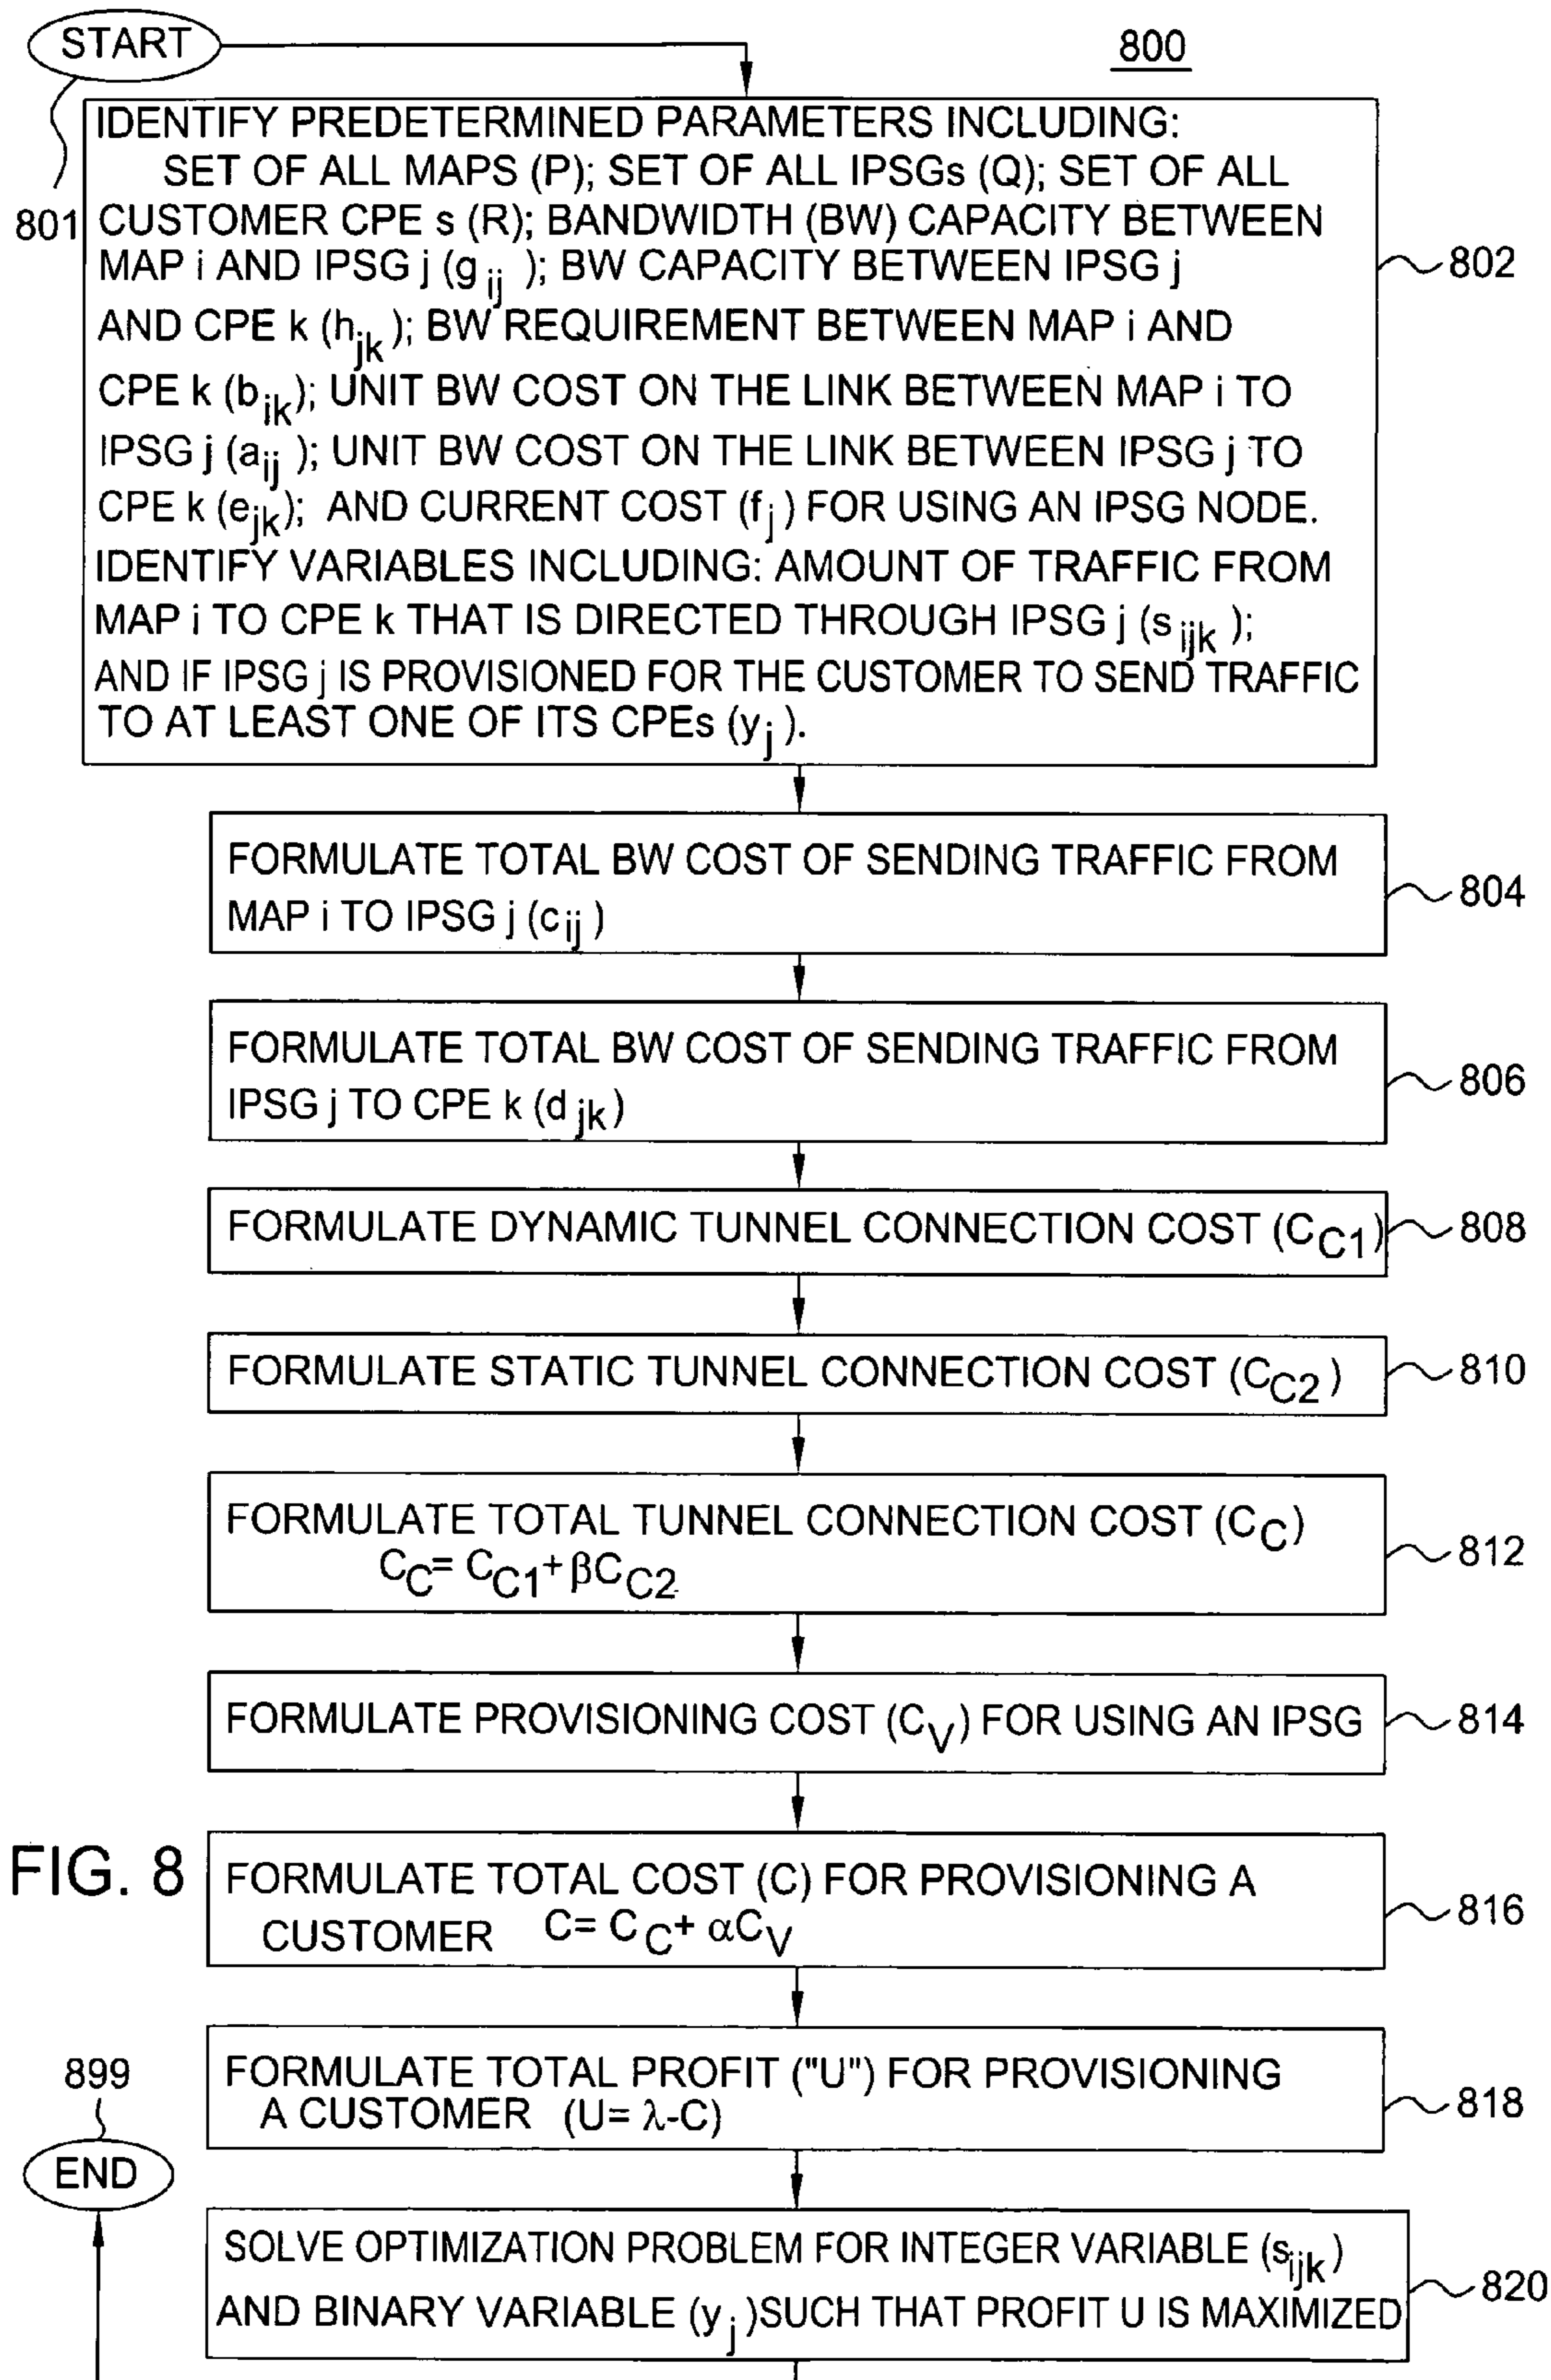 START
800
801
IDENTIFY PREDETERMINED PARAMETERS INCLUDING:
SET OF ALL MAPS (P); SET OF ALL IPSGs (Q); SET OF ALL
CUSTOMER CPE s (R); BANDWIDTH (BW) CAPACITY BETWEEN
MAP i AND IPSG j (g ij ); BW CAPACITY BETWEEN IPSG j
AND CPE k (hjk ); BW REQUIREMENT BETWEEN MAP i AND
CPE k (bik); UNIT BW COST ON THE LINK BETWEEN MAP i TO
IPSG j (aij ); UNIT BW COST ON THE LINK BETWEEN IPSG j TO
CPE k (ejk); AND CURRENT COST (fj ) FOR USING AN IPSG NODE.
IDENTIFY VARIABLES INCLUDING: AMOUNT OF TRAFFIC FROM
MAP i TO CPE k THAT IS DIRECTED THROUGH IPSG j (s ijk );
AND IF IPSG j IS PROVISIONED FOR THE CUSTOMER TO SEND TRAFFIC
TO AT LEAST ONE OF ITS CPEs (yj ).
802
FORMULATE TOTAL BW COST OF SENDING TRAFFIC FROM
MAP i TO IPSG j (c ij )
804
FORMULATE TOTAL BW COST OF SENDING TRAFFIC FROM
IPSG j TO CPE k (d jk)
806
FORMULATE DYNAMIC TUNNEL CONNECTION COST (CC1)
808
FORMULATE STATIC TUNNEL CONNECTION COST (CC2 )
810
FORMULATE TOTAL TUNNEL CONNECTION COST (CC)
CC= CC1+ βCC2
812
FORMULATE PROVISIONING COST (CV) FOR USING AN IPSG
814
FIG. 8
FORMULATE TOTAL COST (C) FOR PROVISIONING A
CUSTOMER C= CC+ αCV
816
FORMULATE TOTAL PROFIT ("U") FOR PROVISIONING
A CUSTOMER (U= λ-C)
818
899
END
SOLVE OPTIMIZATION PROBLEM FOR INTEGER VARIABLE (sijk)
AND BINARY VARIABLE (yj )SUCH THAT PROFIT U IS MAXIMIZED
820